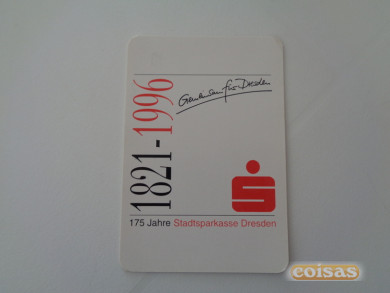 1821-1996
Gemeinsam für Dresden
175 Jahre Stadtsparkasse Dresden
coisas